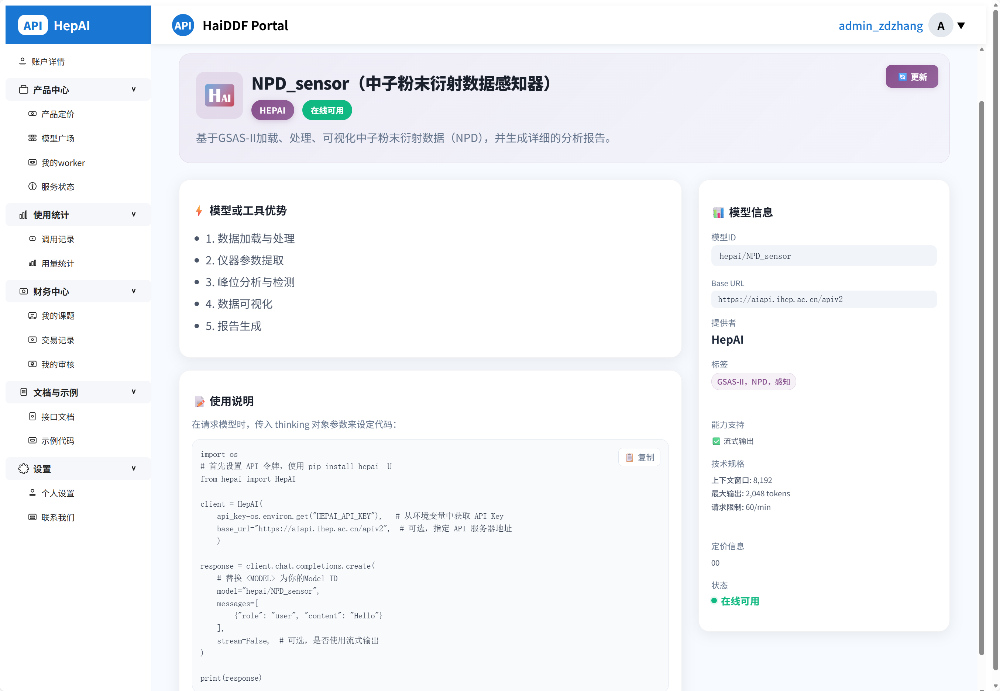 API HepAI
API HaiDDF Portal
admin_zdzhang A ▼
账户详情
产品中心
产品定价
模型广场
我的worker
服务状态
使用统计
调用记录
用量统计
财务中心
我的课题
交易记录
我的审核
文档与示例
接口文档
示例代码
设置
个人设置
联系我们
HAI
NPD_sensor（中子粉末衍射数据感知器）
更新
HEPAI 在线可用
基于GSAS-II加载、处理、可视化中子粉末衍射数据（NPD），并生成详细的分析报告。
模型或工具优势
1. 数据加载与处理
2. 仪器参数提取
3. 峰位分析与检测
4. 数据可视化
5. 报告生成
使用说明
在请求模型时，传入 thinking 对象参数来设定代码：
复制
import os
# 首先设置 API 令牌，使用 pip install hepai -U
from hepai import HepAI
client = HepAI(
api_key=os.environ.get("HEPAI_API_KEY"), # 从环境变量中获取 API Key
base_url="https://aiapi.ihep.ac.cn/apiv2", # 可选，指定 API 服务器地址
)
response = client.chat.completions.create(
# 替换 <MODEL> 为你的Model ID
model="hepai/NPD_sensor",
messages=[
{"role": "user", "content": "Hello"}
],
stream=False, # 可选，是否使用流式输出
)
print(response)
模型信息
模型ID
hepai/NPD_sensor
Base URL
https://aiapi.ihep.ac.cn/apiv2
提供者
HepAI
标签
GSAS-II，NPD，感知
能力支持
流式输出
技术规格
上下文窗口: 8,192
最大输出: 2,048 tokens
请求限制: 60/min
定价信息
00
状态
在线可用